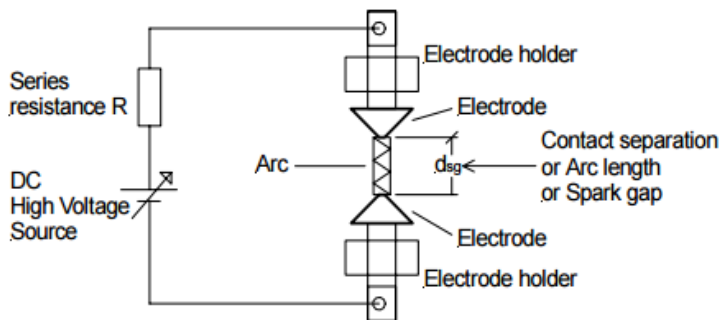 Series
resistance R
DC
High Voltage
Source
Electrode holder
Electrode
Arc
dsg
Contact separation
or Arc length
or Spark gap
Electrode
Electrode holder